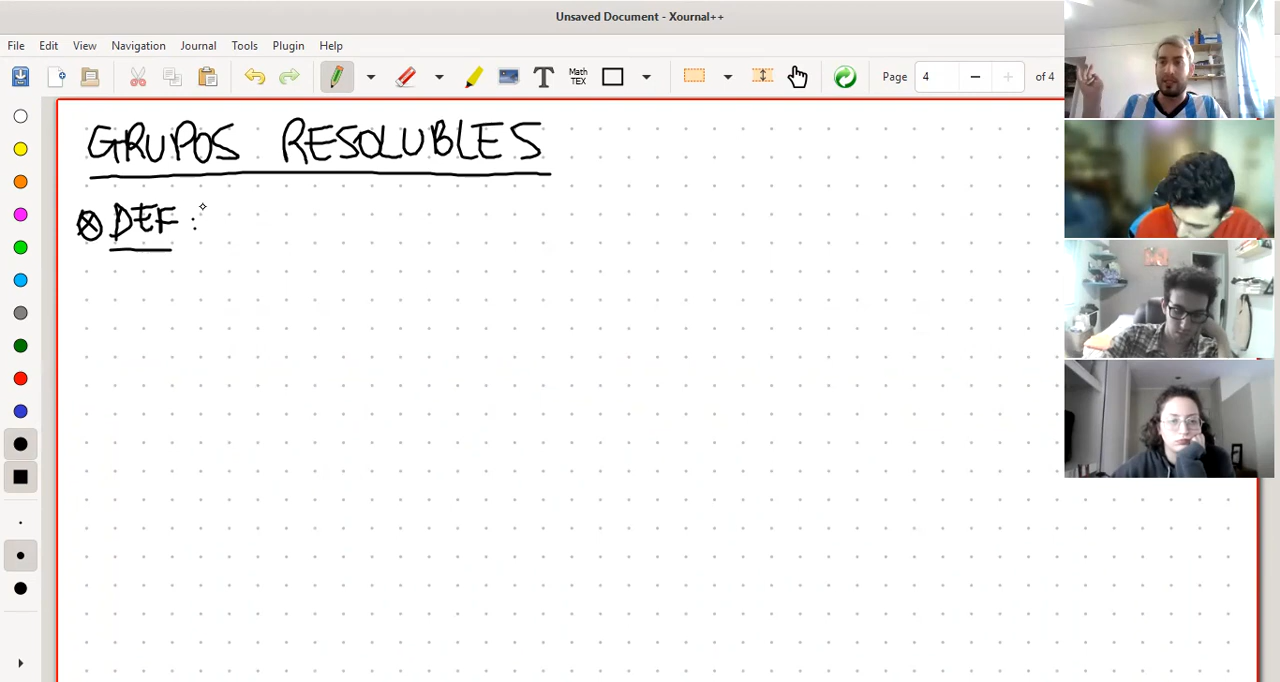 Unsaved Document - Xournal++
File Edit View Navigation Journal Tools Plugin Help
Math TEX T Page 4 of 4
GRUPOS RESOLUBLES
⊗ DEF :